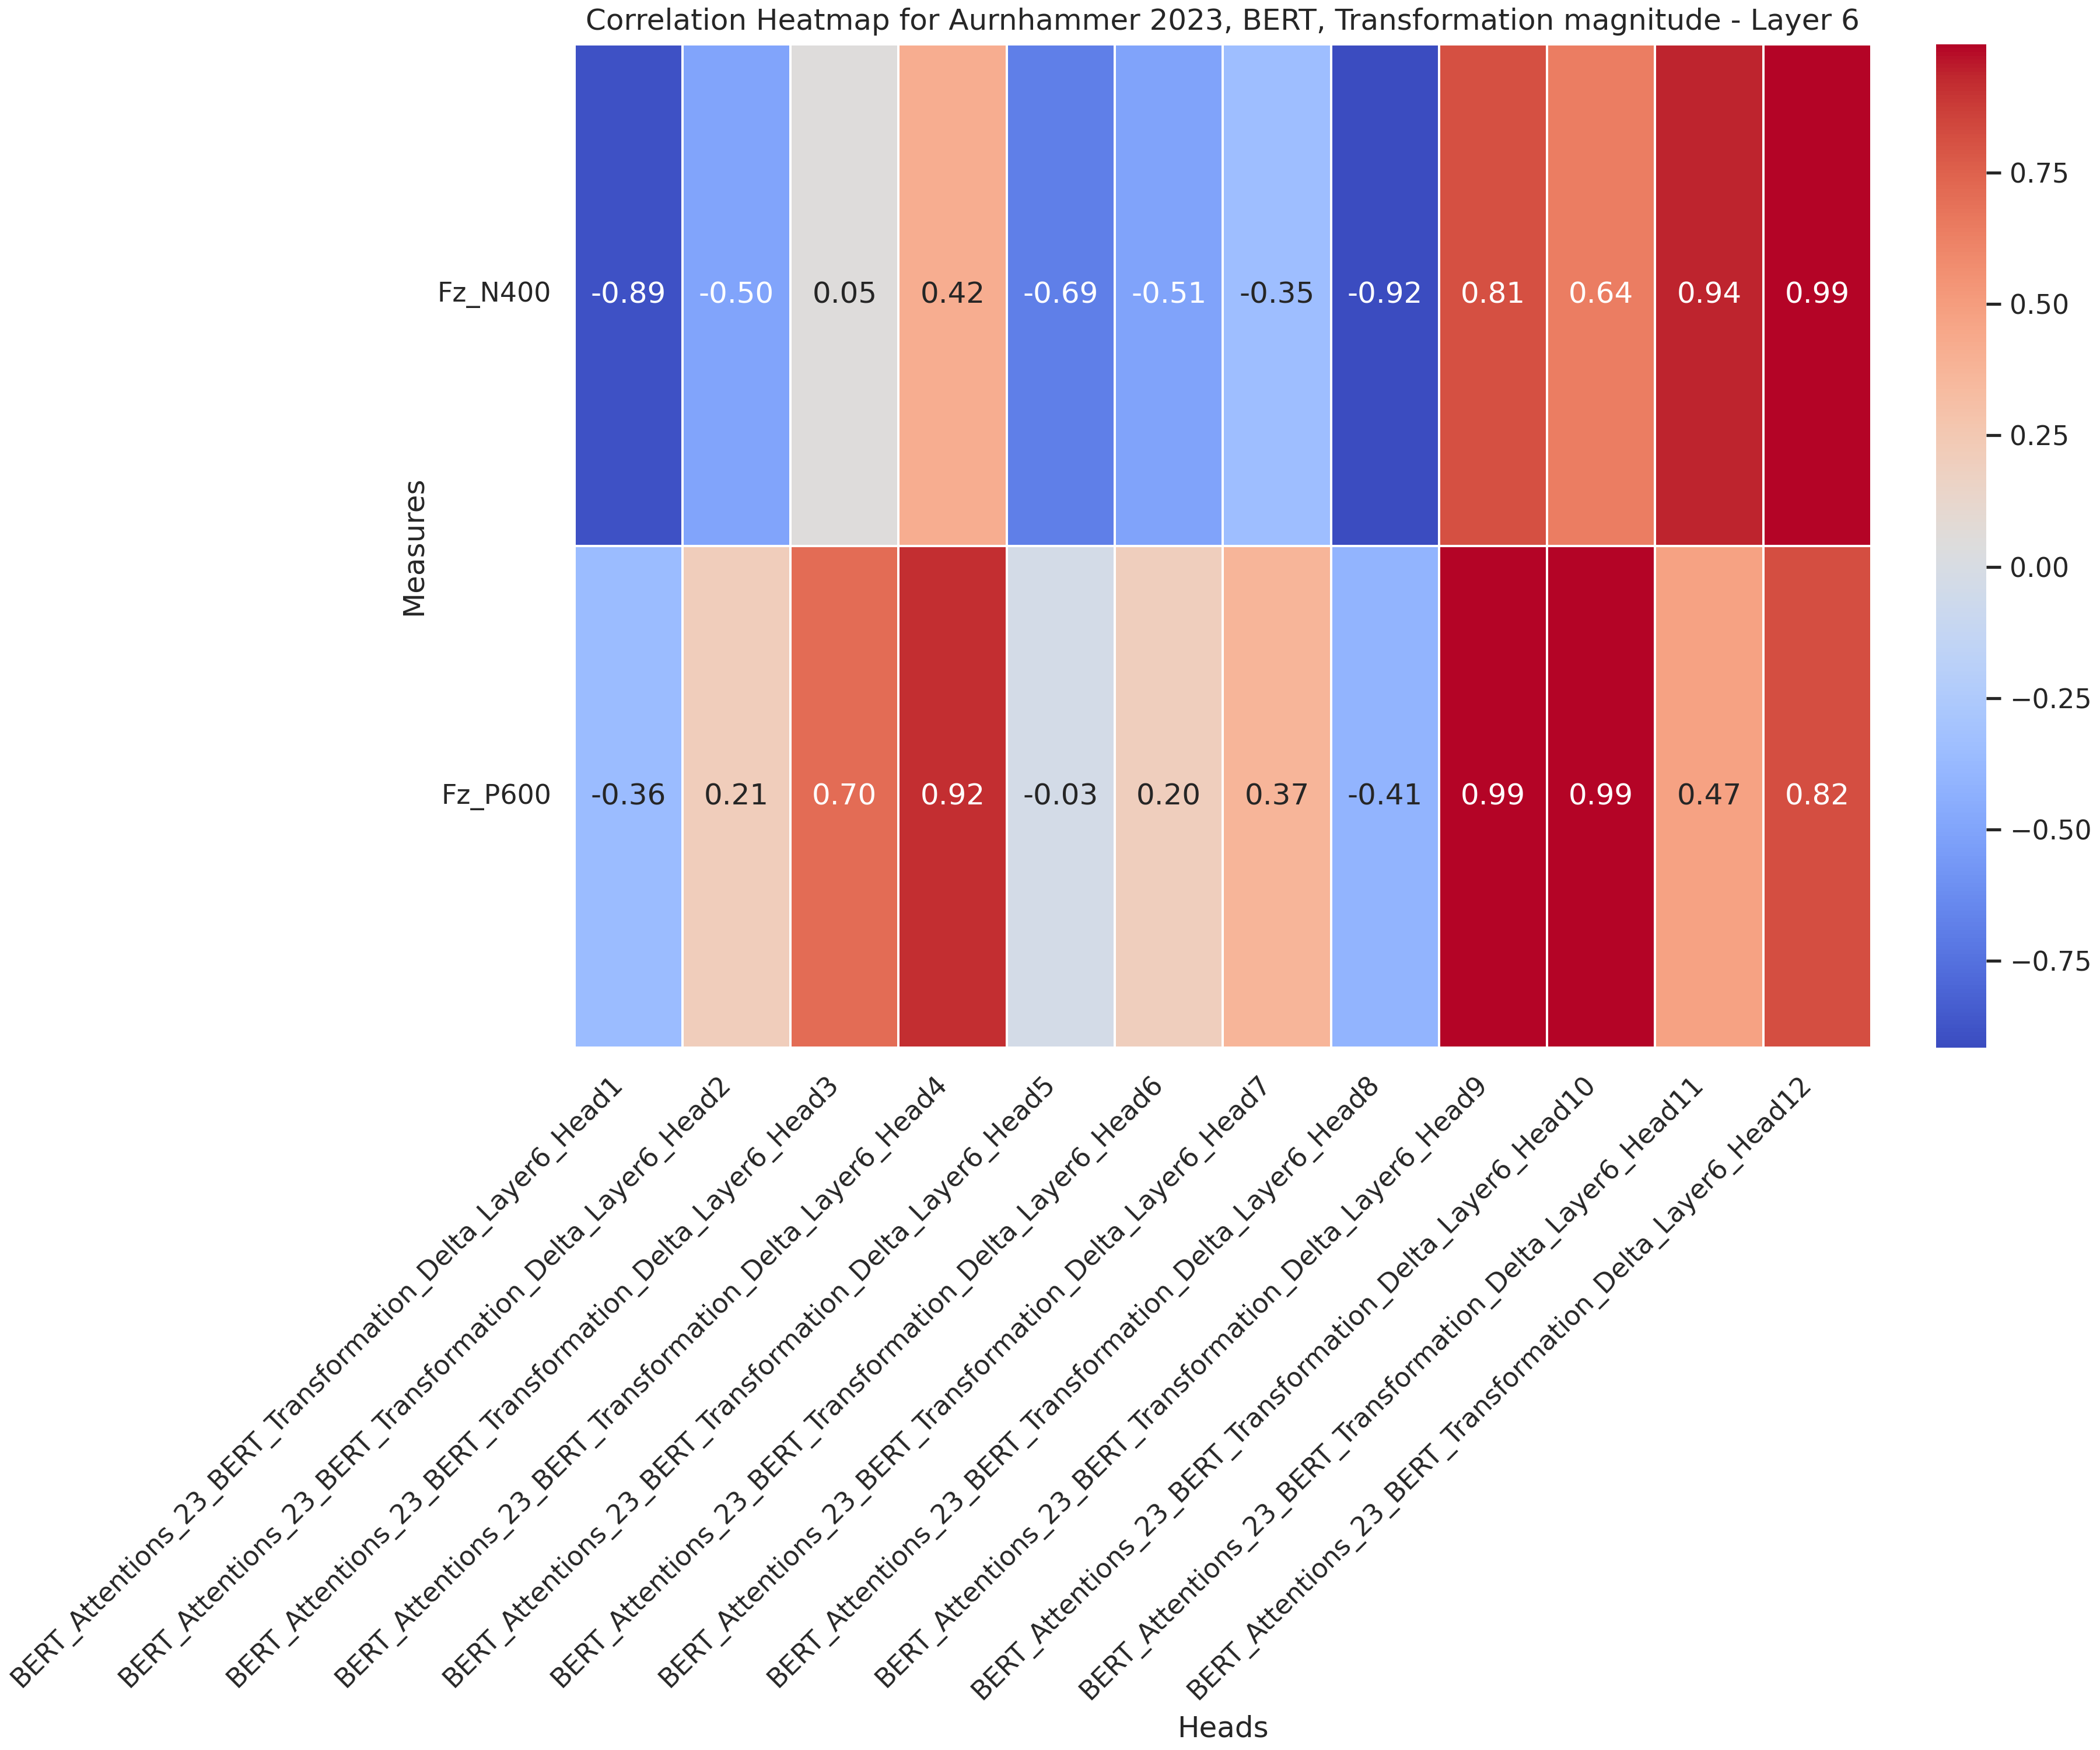 Correlation Heatmap for Aurnhammer 2023, BERT, Transformation magnitude - Layer 6
Measures
Fz_N400
-0.89 -0.50 0.05 0.42 -0.69 -0.51 -0.35 -0.92 0.81 0.64 0.94 0.99
Fz_P600
-0.36 0.21 0.70 0.92 -0.03 0.20 0.37 -0.41 0.99 0.99 0.47 0.82
0.75
0.50
0.25
0.00
−0.25
−0.50
−0.75
BERT_Attentions_23_BERT_Transformation_Delta_Layer6_Head1
BERT_Attentions_23_BERT_Transformation_Delta_Layer6_Head2
BERT_Attentions_23_BERT_Transformation_Delta_Layer6_Head3
BERT_Attentions_23_BERT_Transformation_Delta_Layer6_Head4
BERT_Attentions_23_BERT_Transformation_Delta_Layer6_Head5
BERT_Attentions_23_BERT_Transformation_Delta_Layer6_Head6
BERT_Attentions_23_BERT_Transformation_Delta_Layer6_Head7
BERT_Attentions_23_BERT_Transformation_Delta_Layer6_Head8
BERT_Attentions_23_BERT_Transformation_Delta_Layer6_Head9
BERT_Attentions_23_BERT_Transformation_Delta_Layer6_Head10
BERT_Attentions_23_BERT_Transformation_Delta_Layer6_Head11
BERT_Attentions_23_BERT_Transformation_Delta_Layer6_Head12
Heads